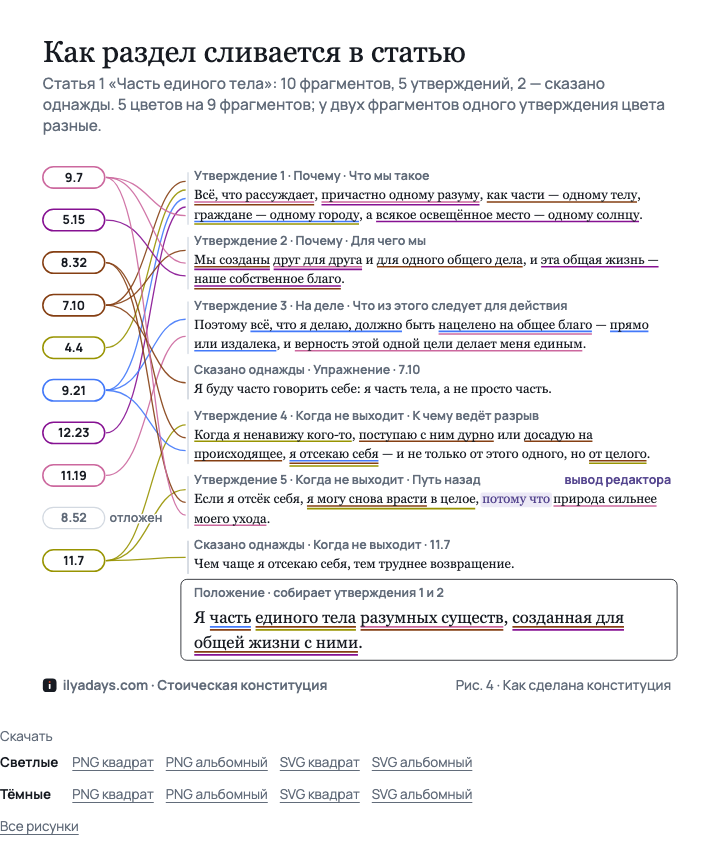 Как раздел сливается в статью
Статья 1 «Часть единого тела»: 10 фрагментов, 5 утверждений, 2 — сказано
однажды. 5 цветов на 9 фрагментов; у двух фрагментов одного утверждения цвета
разные.
9.7
5.15
8.32
7.10
4.4
9.21
12.23
11.19
8.52 отложен
11.7
Утверждение 1 · Почему · Что мы такое
Всё, что рассуждает, причастно одному разуму, как части — одному телу,
граждане — одному городу, а всякое освещённое место — одному солнцу.
Утверждение 2 · Почему · Для чего мы
Мы созданы друг для друга и для одного общего дела, и эта общая жизнь —
наше собственное благо.
Утверждение 3 · На деле · Что из этого следует для действия
Поэтому всё, что я делаю, должно быть нацелено на общее благо — прямо
или издалека, и верность этой одной цели делает меня единым.
Сказано однажды · Упражнение · 7.10
Я буду часто говорить себе: я часть тела, а не просто часть.
Утверждение 4 · Когда не выходит · К чему ведёт разрыв
Когда я ненавижу кого-то, поступаю с ним дурно или досадую на
происходящее, я отсекаю себя — и не только от этого одного, но от целого.
Утверждение 5 · Когда не выходит · Путь назад вывод редактора
Если я отсёк себя, я могу снова врасти в целое, потому что природа сильнее
моего ухода.
Сказано однажды · Когда не выходит · 11.7
Чем чаще я отсекаю себя, тем труднее возвращение.
Положение · собирает утверждения 1 и 2
Я часть единого тела разумных существ, созданная для
общей жизни с ними.
ilyadays.com · Стоическая конституция Рис. 4 · Как сделана конституция
Скачать
Светлые PNG квадрат PNG альбомный SVG квадрат SVG альбомный
Тёмные PNG квадрат PNG альбомный SVG квадрат SVG альбомный
Все рисунки